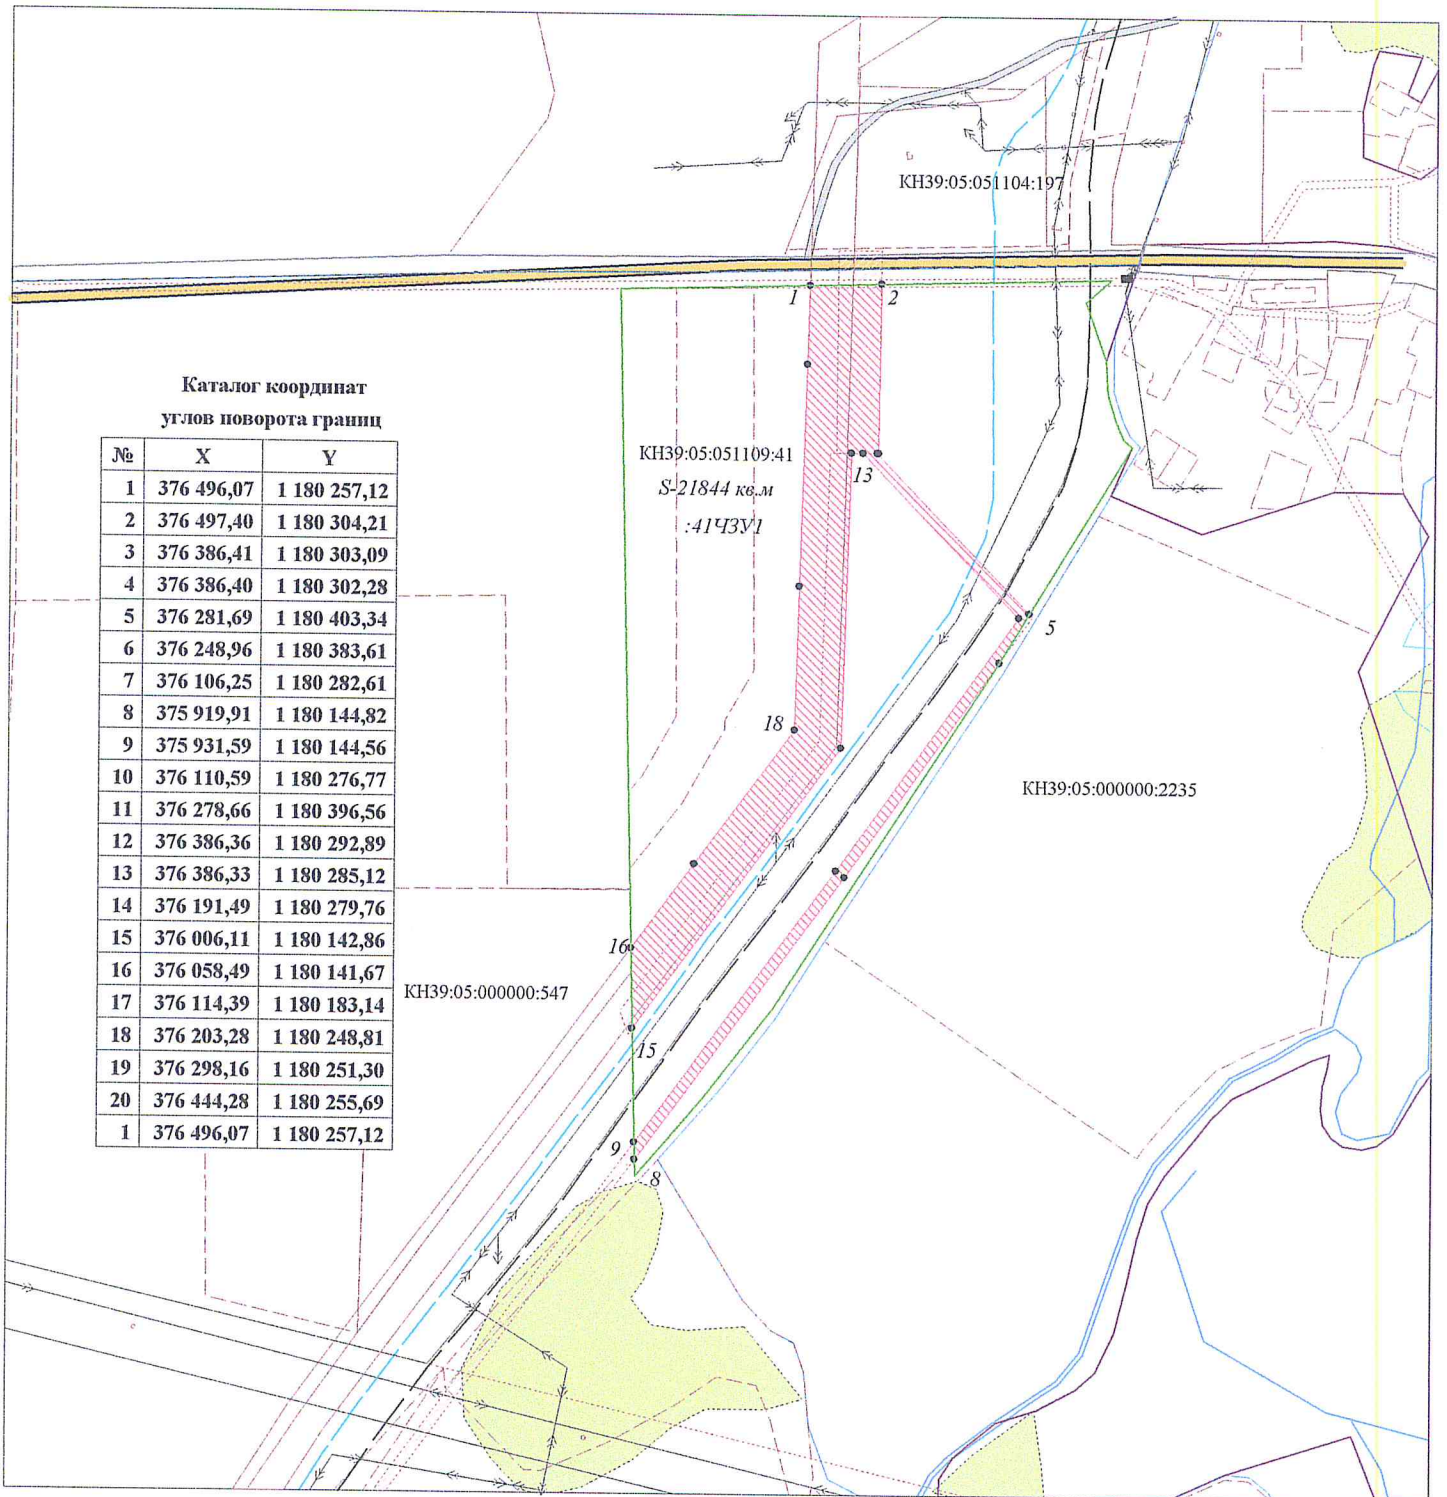 КН39:05:051104:197
1
2
Каталог координат
углов поворота границ
№ X Y
1 376 496,07 1 180 257,12
2 376 497,40 1 180 304,21
3 376 386,41 1 180 303,09
4 376 386,40 1 180 302,28
5 376 281,69 1 180 403,34
6 376 248,96 1 180 383,61
7 376 106,25 1 180 282,61
8 375 919,91 1 180 144,82
9 375 931,59 1 180 144,56
10 376 110,59 1 180 276,77
11 376 278,66 1 180 396,56
12 376 386,36 1 180 292,89
13 376 386,33 1 180 285,12
14 376 191,49 1 180 279,76
15 376 006,11 1 180 142,86
16 376 058,49 1 180 141,67
17 376 114,39 1 180 183,14
18 376 203,28 1 180 248,81
19 376 298,16 1 180 251,30
20 376 444,28 1 180 255,69
1 376 496,07 1 180 257,12
КН39:05:051109:41
S-21844 кв.м
:41ЧЗУ1
13
5
18
КН39:05:000000:2235
16
КН39:05:000000:547
15
9
8